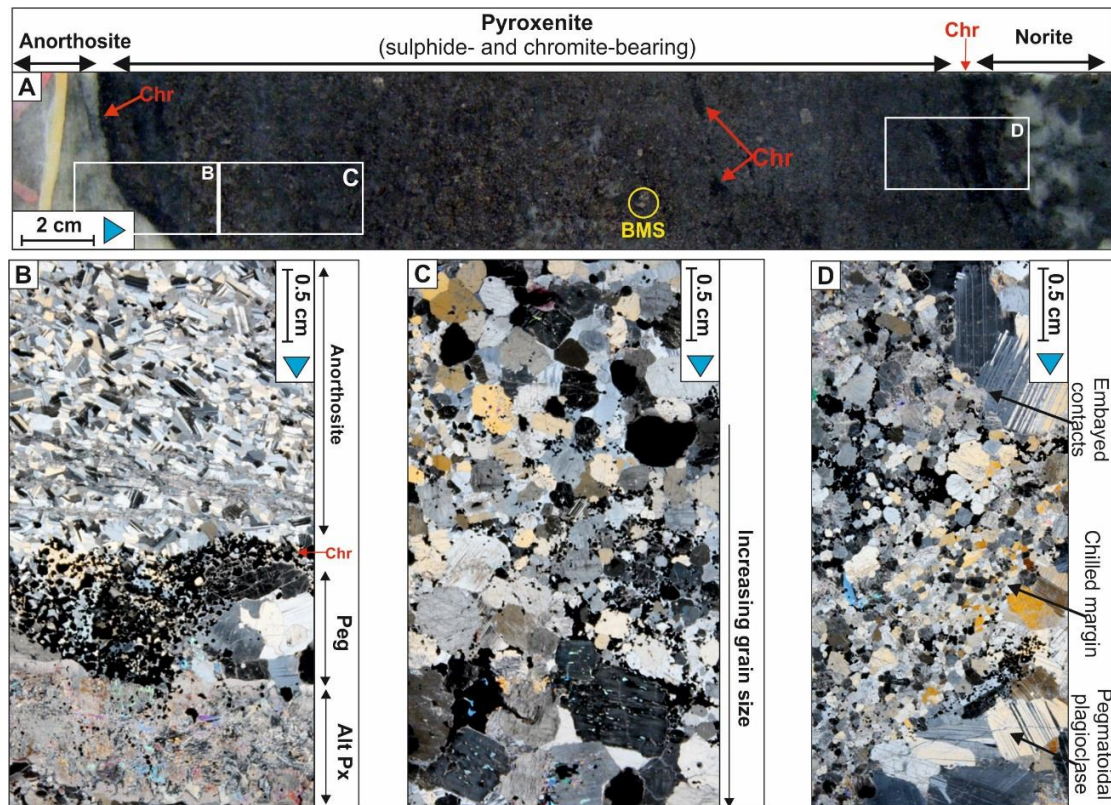 Pyroxenite
(sulphide- and chromite-bearing)
Anorthosite
Chr
Norite
A
Chr
Chr
B
C
D
BMS
2 cm
B
0.5 cm
Anorthosite
Chr
Peg
Alt Px
C
0.5 cm
Increasing grain size
D
0.5 cm
Embayed
contacts
Chilled margin
Pegmatoidal
plagioclase